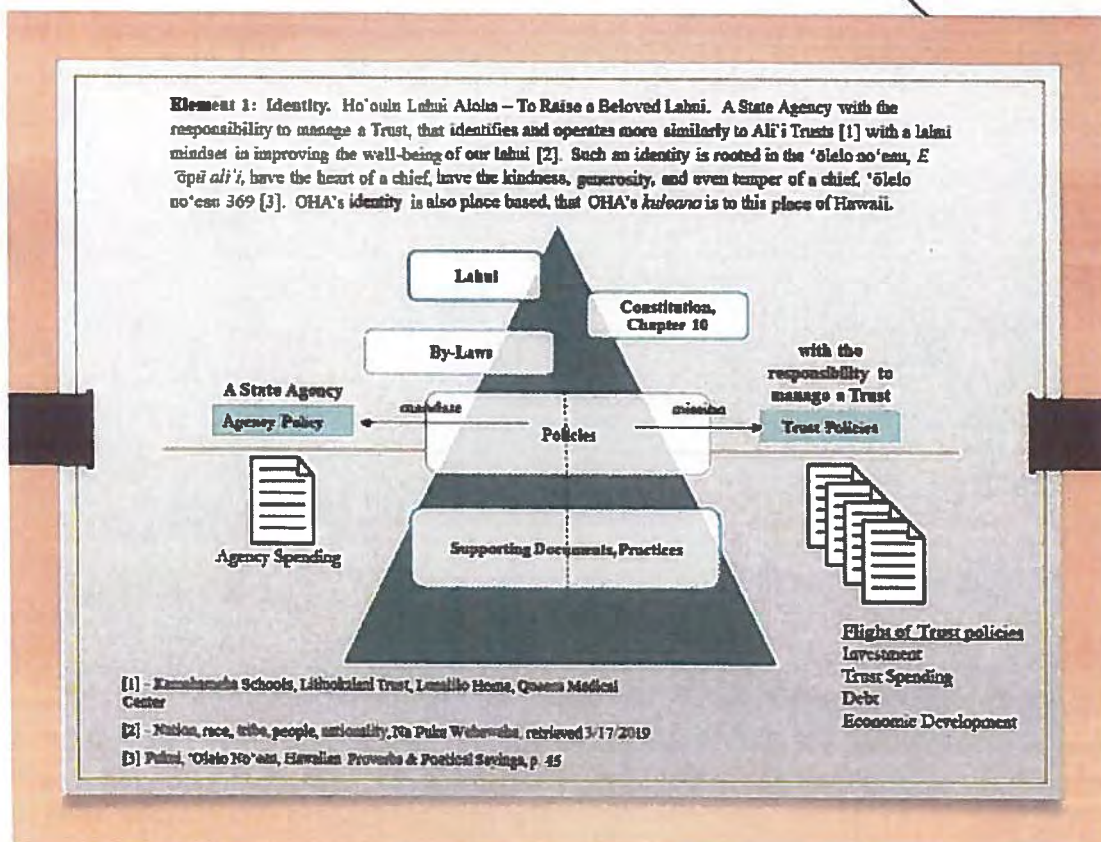 Element 1: Identity. Ho'oulu Lahui Aloha – To Raise a Beloved Lahui. A State Agency with the
responsibility to manage a Trust, that identifies and operates more similarly to Ali'i Trusts [1] with a lahui
mindset in improving the well-being of our lahui [2]. Such an identity is rooted in the 'ōlelo no'eau, E
'ōpū ali'i, have the heart of a chief, have the kindness, generosity, and even temper of a chief, 'ōlelo
no'eau 369 [3]. OHA's identity is also place based, that OHA's kuleana is to this place of Hawaii.
Lahui
Constitution,
Chapter 10
By-Laws
with the
responsibility to
manage a Trust
A State Agency
Agency Policy
mandate
Policies
mission
Trust Policies
Agency Spending
Supporting Documents, Practices
Flight of Trust policies
Investment
Trust Spending
Debt
Economic Development
[1] – Kamehameha Schools, Liliuokalani Trust, Lunalilo Home, Queens Medical
Center
[2] – Nation, race, tribe, people, nationality, Na Puke Wehewehe, retrieved 3/17/2019
[3] Pukui, 'Olelo No'eau, Hawaiian Proverbs & Poetical Sayings, p. 45